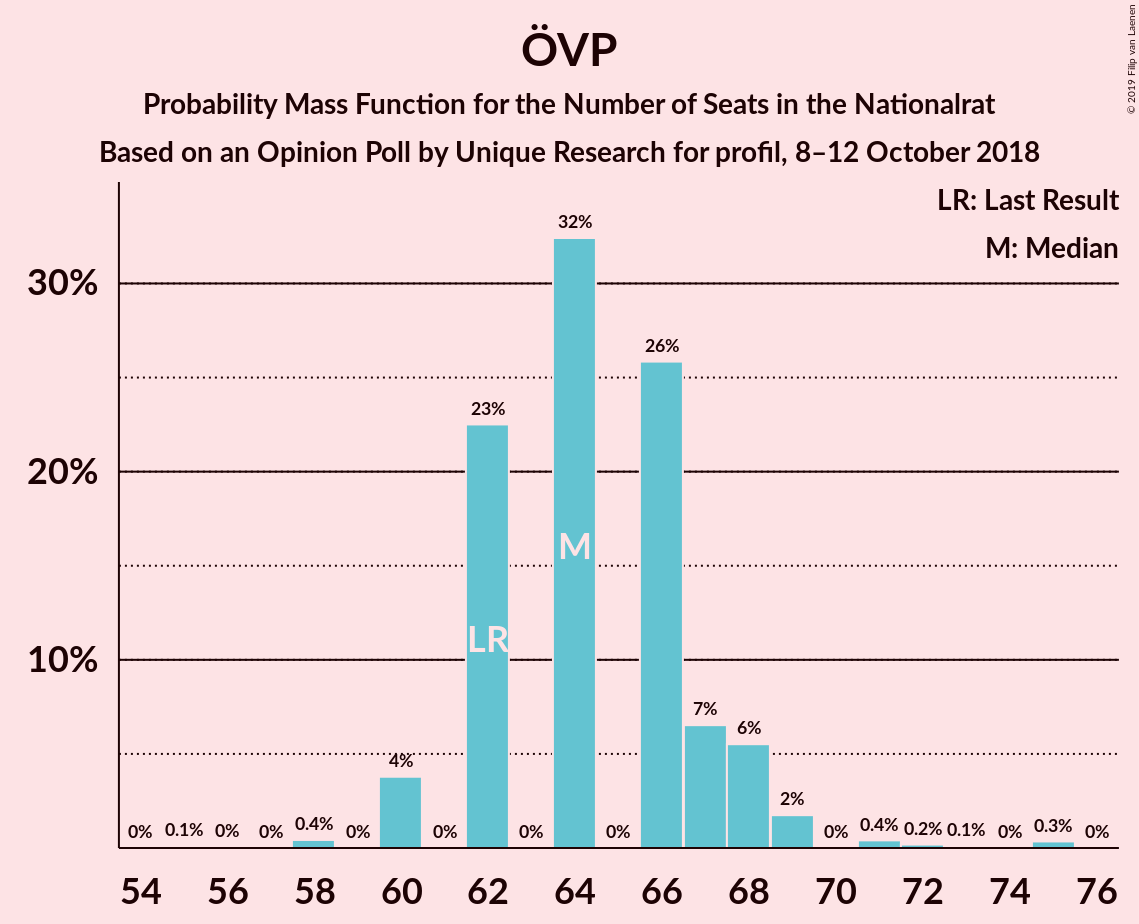 ÖVP
Probability Mass Function for the Number of Seats in the Nationalrat
Based on an Opinion Poll by Unique Research for profil, 8–12 October 2018
© 2019 Filip van Laenen
LR: Last Result
M: Median
30%
20%
10%
0%
0.1%
0%
0%
0.4%
0%
4%
0%
23%
0%
32%
0%
26%
7%
6%
2%
0%
0.4%
0.2%
0.1%
0%
0.3%
0%
LR
M
54 56 58 60 62 64 66 68 70 72 74 76